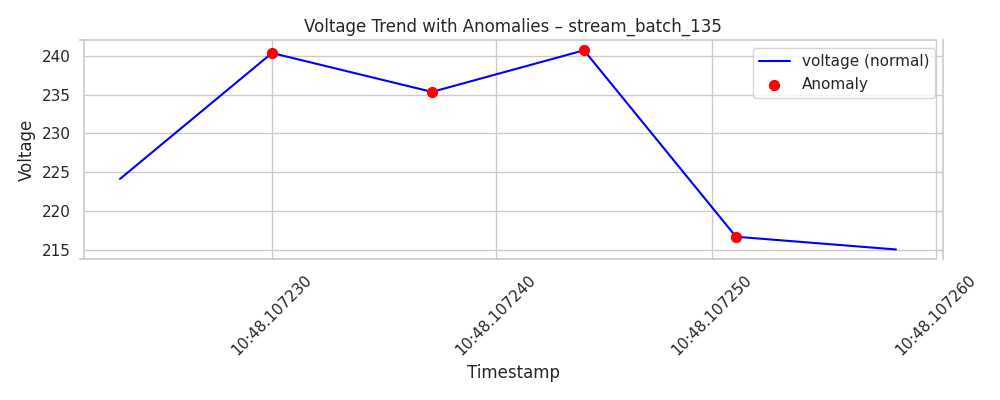 Voltage Trend with Anomalies – stream_batch_135
voltage (normal)
Anomaly
Voltage
240
235
230
225
220
215
10:48.107230
10:48.107240
10:48.107250
10:48.107260
Timestamp